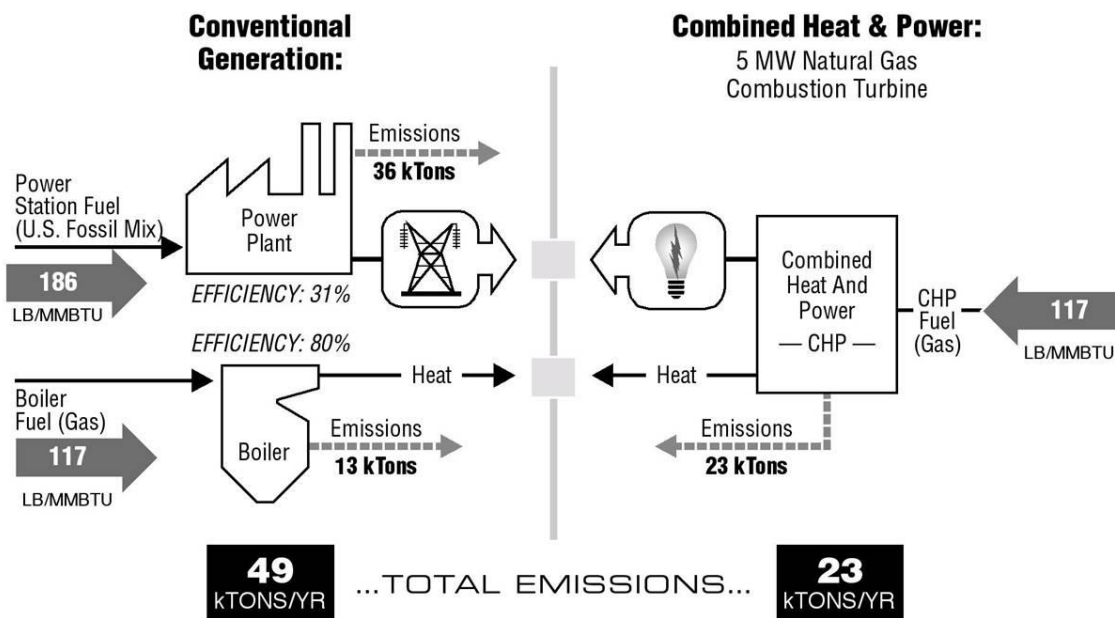 Conventional
Generation:
Combined Heat & Power:
5 MW Natural Gas
Combustion Turbine
Emissions
36 kTons
Power
Station Fuel
(U.S. Fossil Mix)
186
LB/MMBTU
Power
Plant
EFFICIENCY: 31%
EFFICIENCY: 80%
Boiler
Fuel (Gas)
117
LB/MMBTU
Boiler
Heat
Emissions
13 kTons
Combined
Heat And
Power
— CHP —
CHP
Fuel
(Gas)
117
LB/MMBTU
Heat
Emissions
23 kTons
49
kTONS/YR
...TOTAL EMISSIONS...
23
kTONS/YR